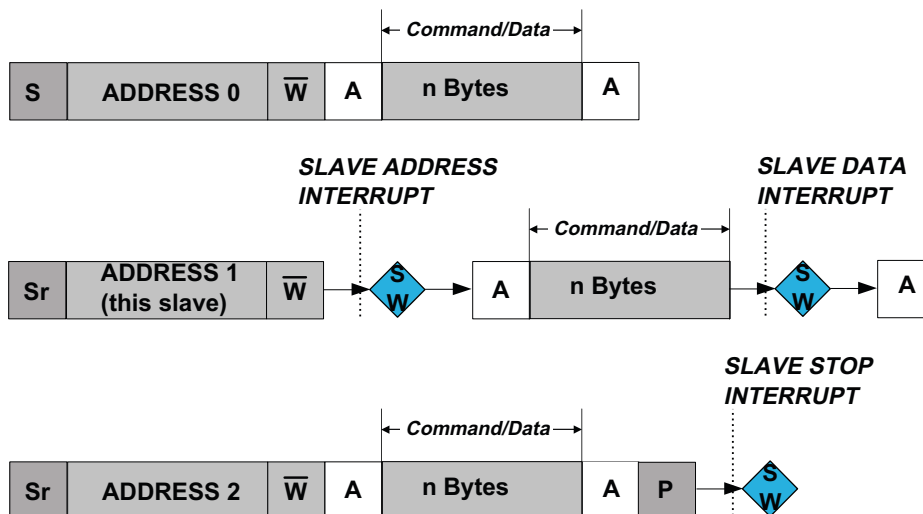 Command/Data
S ADDRESS 0 W̅ A n Bytes A
SLAVE ADDRESS
INTERRUPT
SLAVE DATA
INTERRUPT
Command/Data
Sr ADDRESS 1
(this slave) W̅ S
W A n Bytes S
W A
SLAVE STOP
INTERRUPT
Command/Data
Sr ADDRESS 2 W̅ A n Bytes A P S
W